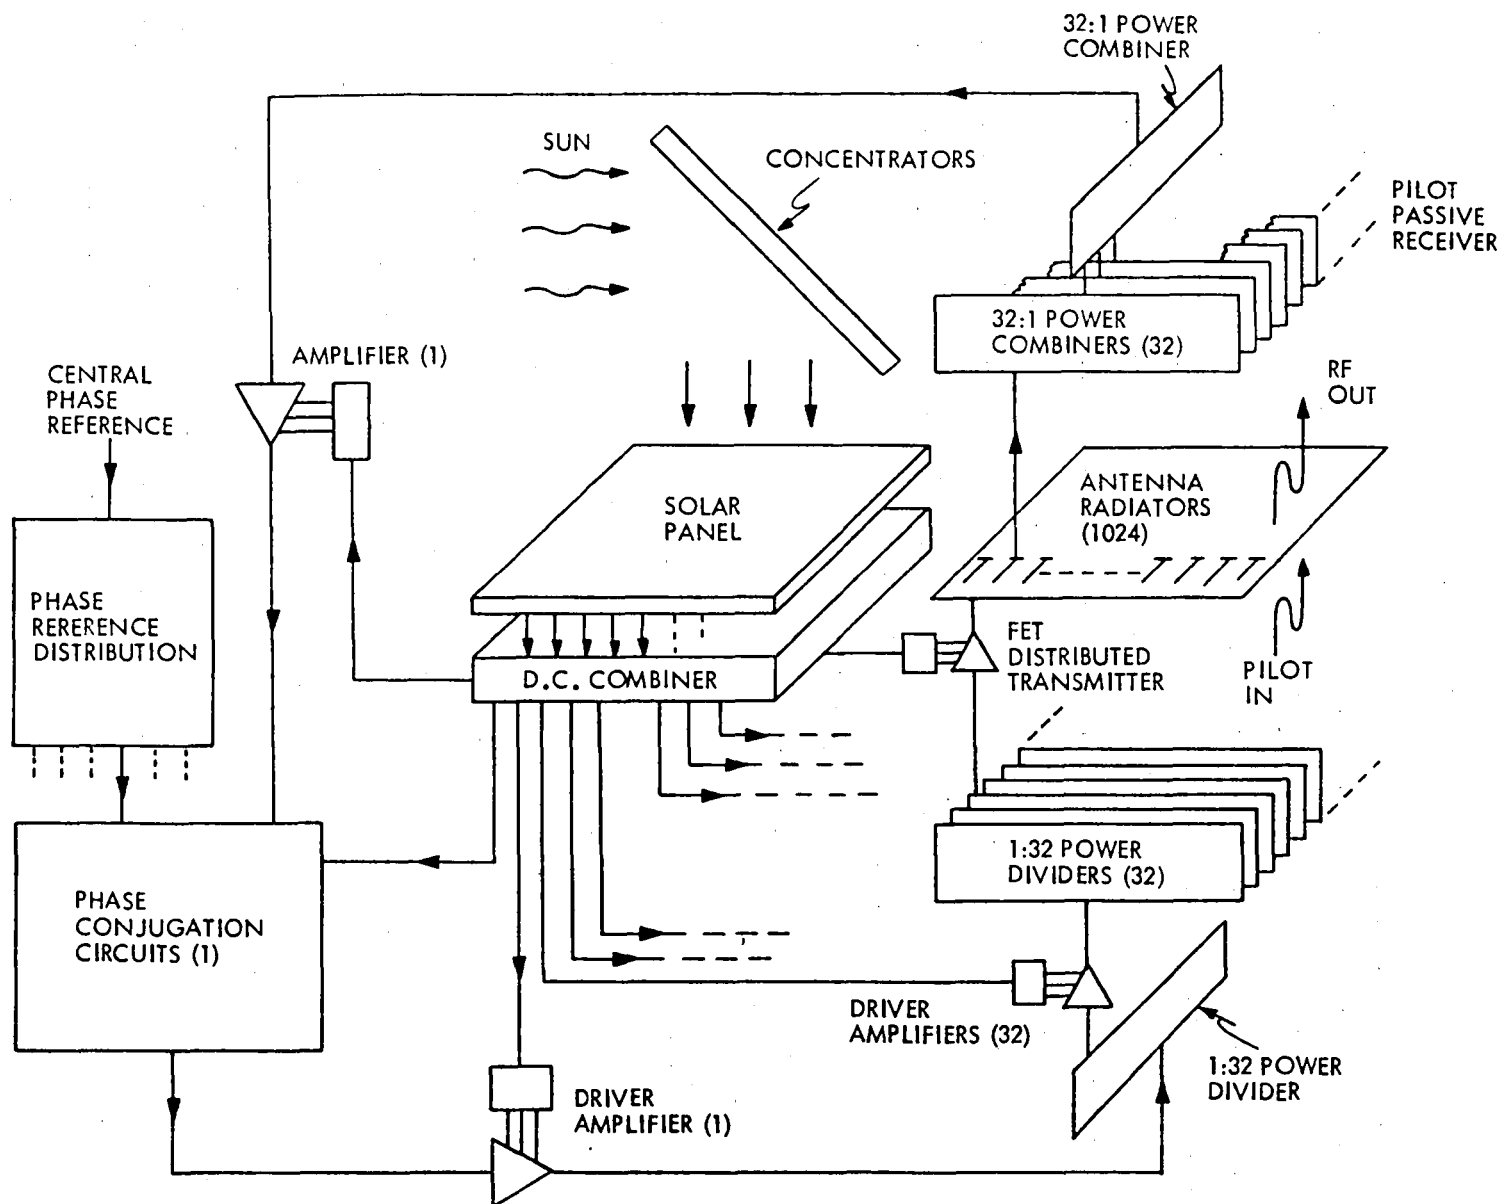 32:1 POWER
COMBINER
SUN
CONCENTRATORS
PILOT
PASSIVE
RECEIVER
32:1 POWER
COMBINERS (32)
AMPLIFIER (1)
CENTRAL
PHASE
REFERENCE
RF
OUT
ANTENNA
RADIATORS
(1024)
SOLAR
PANEL
PHASE
RERERENCE
DISTRIBUTION
FET
DISTRIBUTED
TRANSMITTER
PILOT
IN
D.C. COMBINER
1:32 POWER
DIVIDERS (32)
PHASE
CONJUGATION
CIRCUITS (1)
DRIVER
AMPLIFIERS (32)
1:32 POWER
DIVIDER
DRIVER
AMPLIFIER (1)